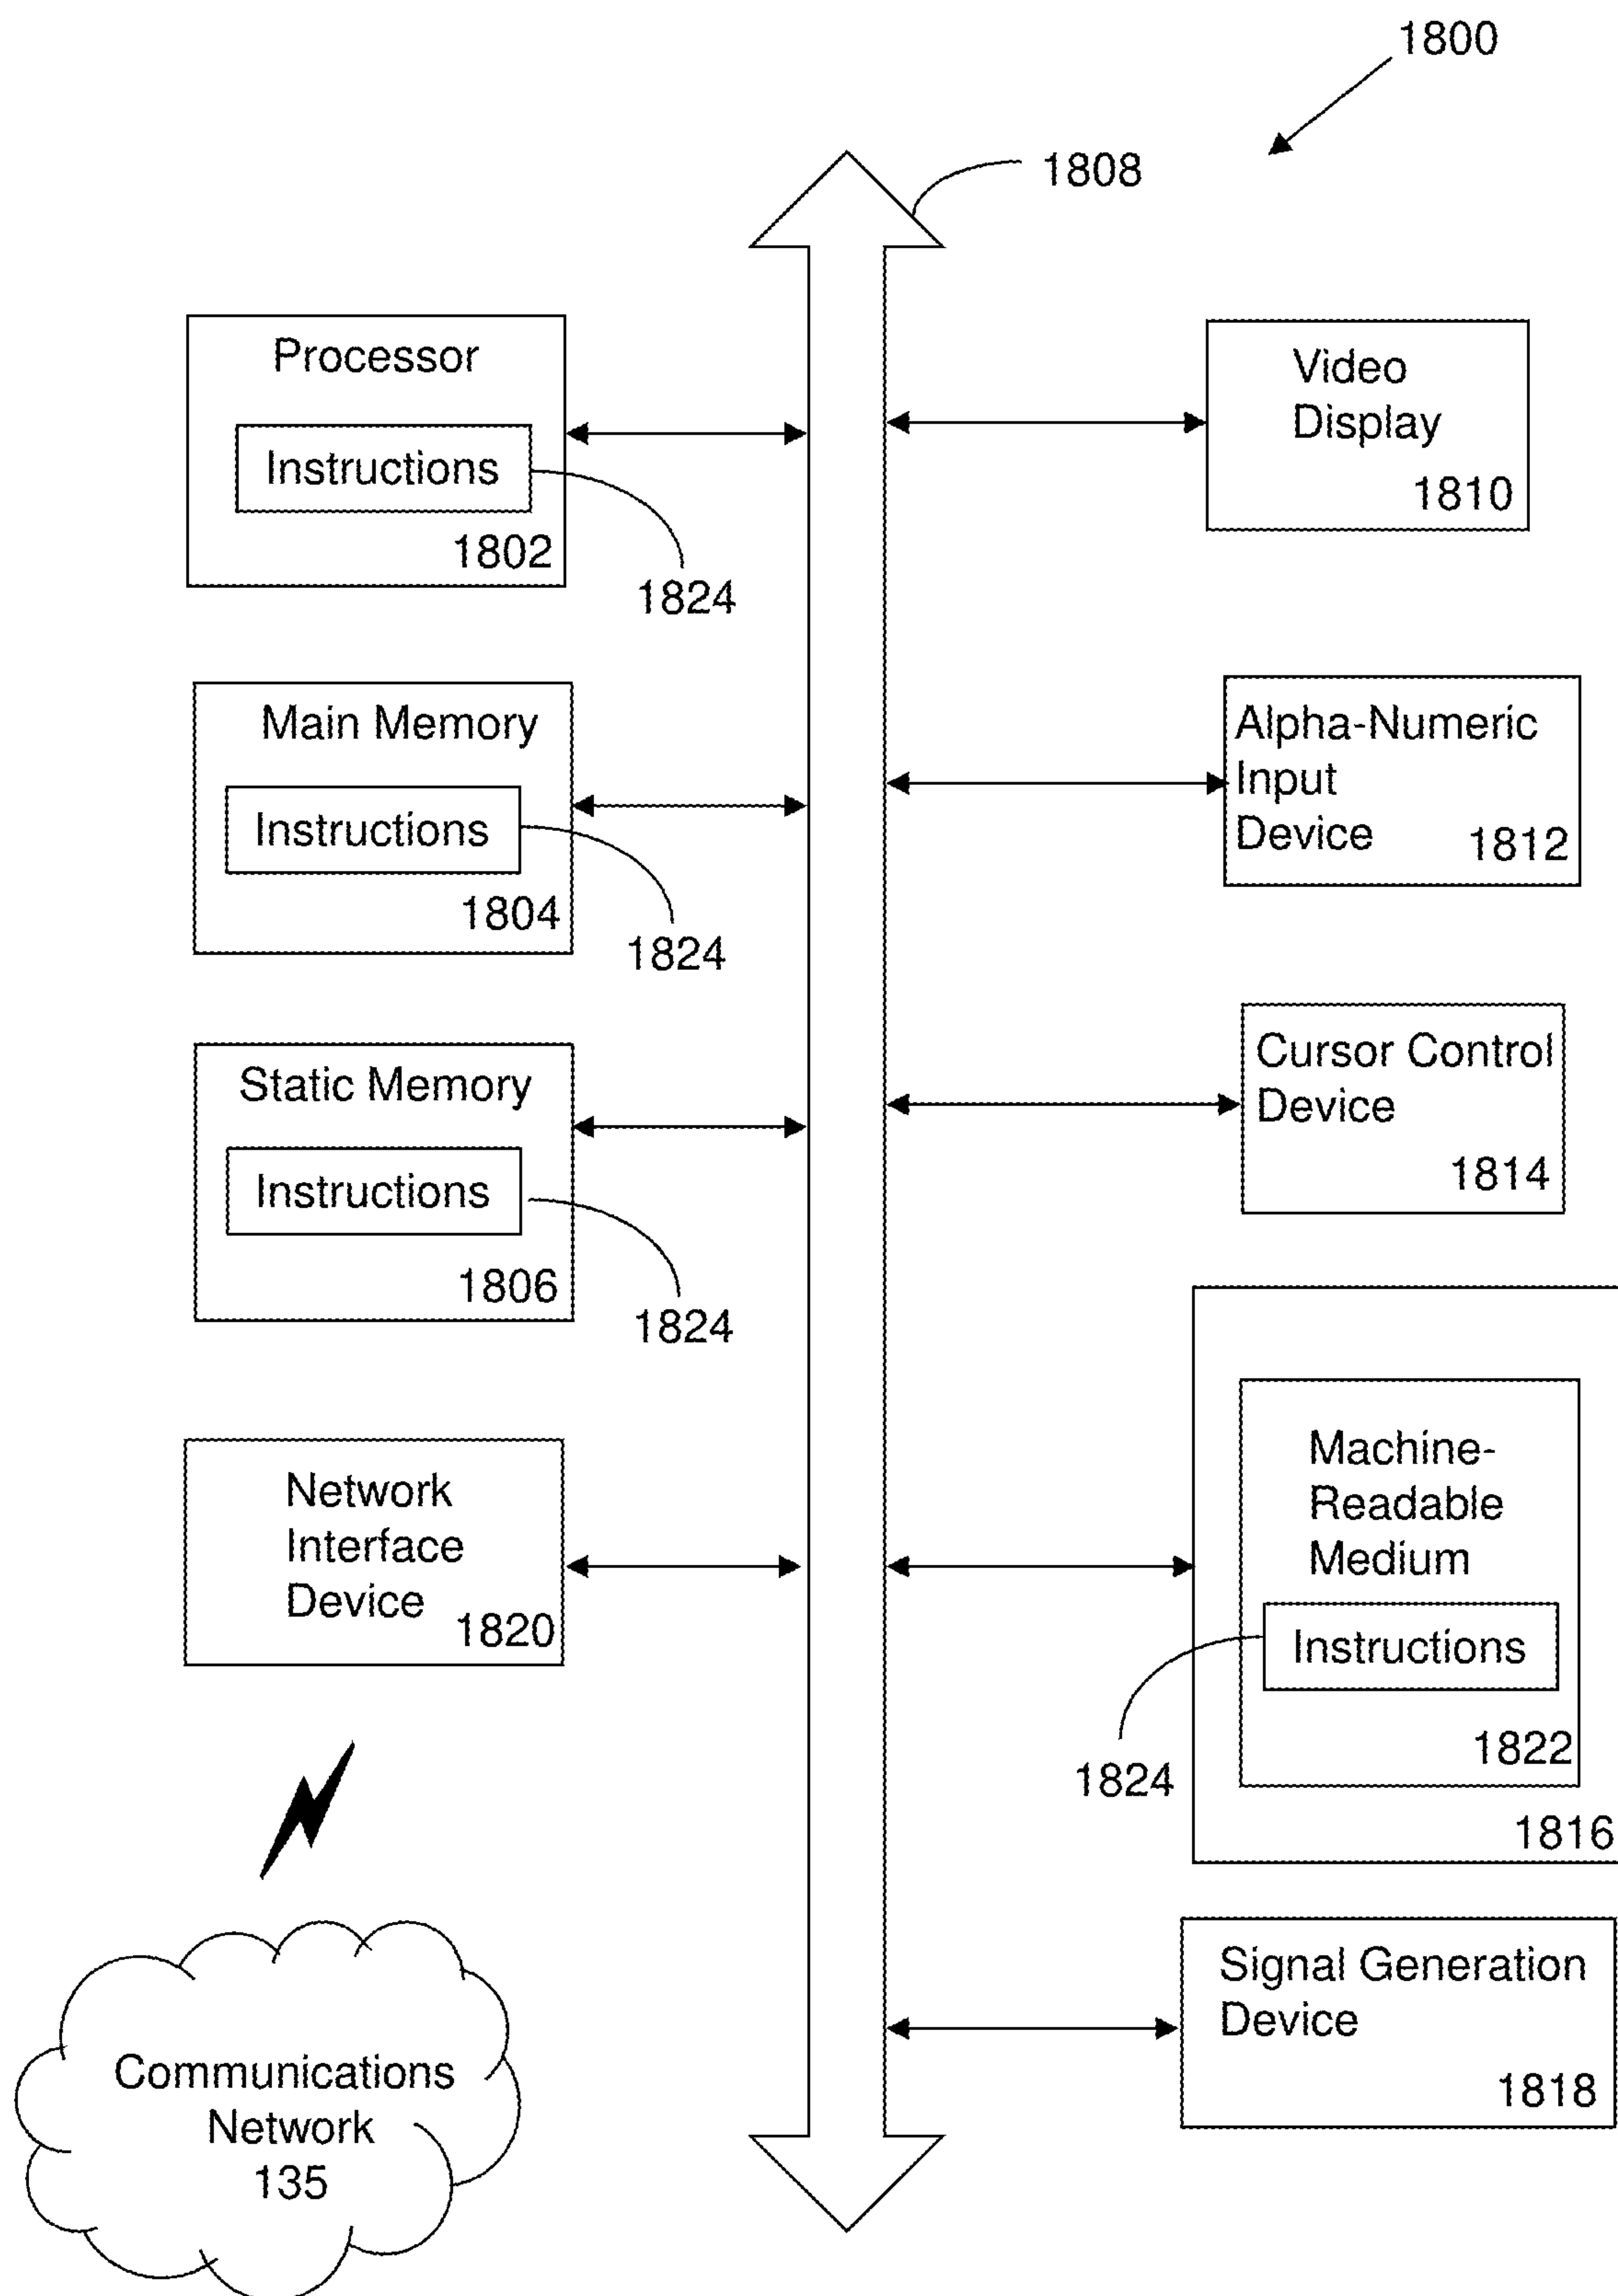 1800
1808
Processor
Instructions
1802
1824
Main Memory
Instructions
1804
1824
Static Memory
Instructions
1806
1824
Network
Interface
Device
1820
Communications
Network
135
Video
Display
1810
Alpha-Numeric
Input
Device
1812
Cursor Control
Device
1814
Machine-
Readable
Medium
Instructions
1822
1824
1816
Signal Generation
Device
1818